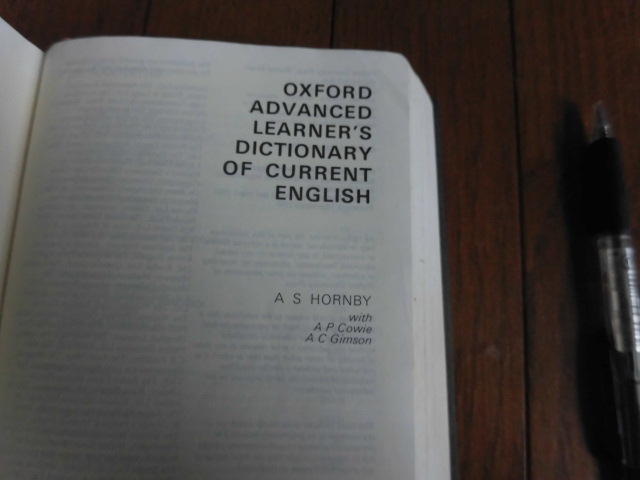 OXFORD
ADVANCED
LEARNER'S
DICTIONARY
OF CURRENT
ENGLISH
A S HORNBY
with
A P Cowie
A C Gimson